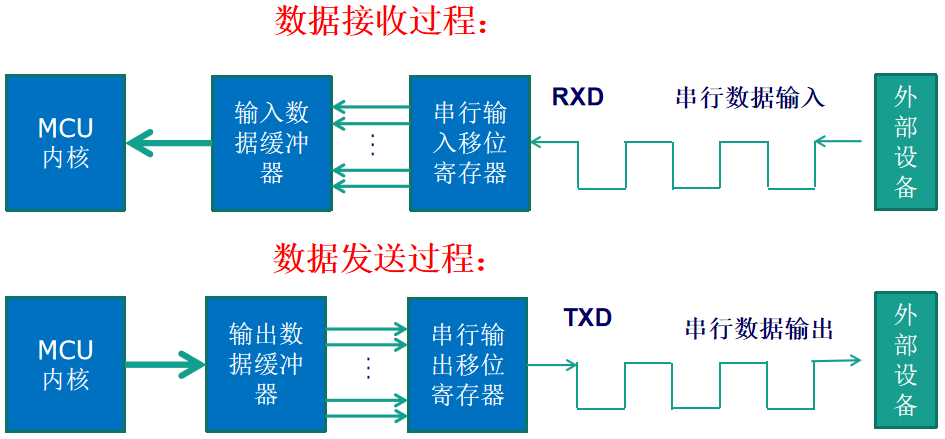 数据接收过程：
MCU
内核
输入数
据缓冲
器
串行输
入移位
寄存器
RXD
串行数据输入
外
部
设
备
数据发送过程：
MCU
内核
输出数
据缓冲
器
串行输
出移位
寄存器
TXD
串行数据输出
外
部
设
备